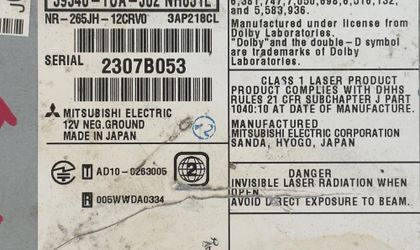 NR-265JH-12CRV0 3AP218CL
SERIAL 2307B053
MITSUBISHI ELECTRIC
12V NEG.GROUND
MADE IN JAPAN
2
T AD10-0263005
2
R 005WWDA0334
and 5,583,936.
Manufactured under license from
Dolby Laboratories.
"Dolby" and the double-D symbol
are trademarks of Dolby
Laboratories.
CLASS 1 LASER PRODUCT
PRODUCT COMPLIES WITH DHHS
RULES 21 CFR SUBCHAPTER J PART
1040:10 AT DATE OF MANUFACTURE.
MANUFACTURED
MITSUBISHI ELECTRIC CORPORATION
SANDA, HYOGO, JAPAN
DANGER
INVISIBLE LASER RADIATION WHEN
OPEN
AVOID DIRECT EXPOSURE TO BEAM.